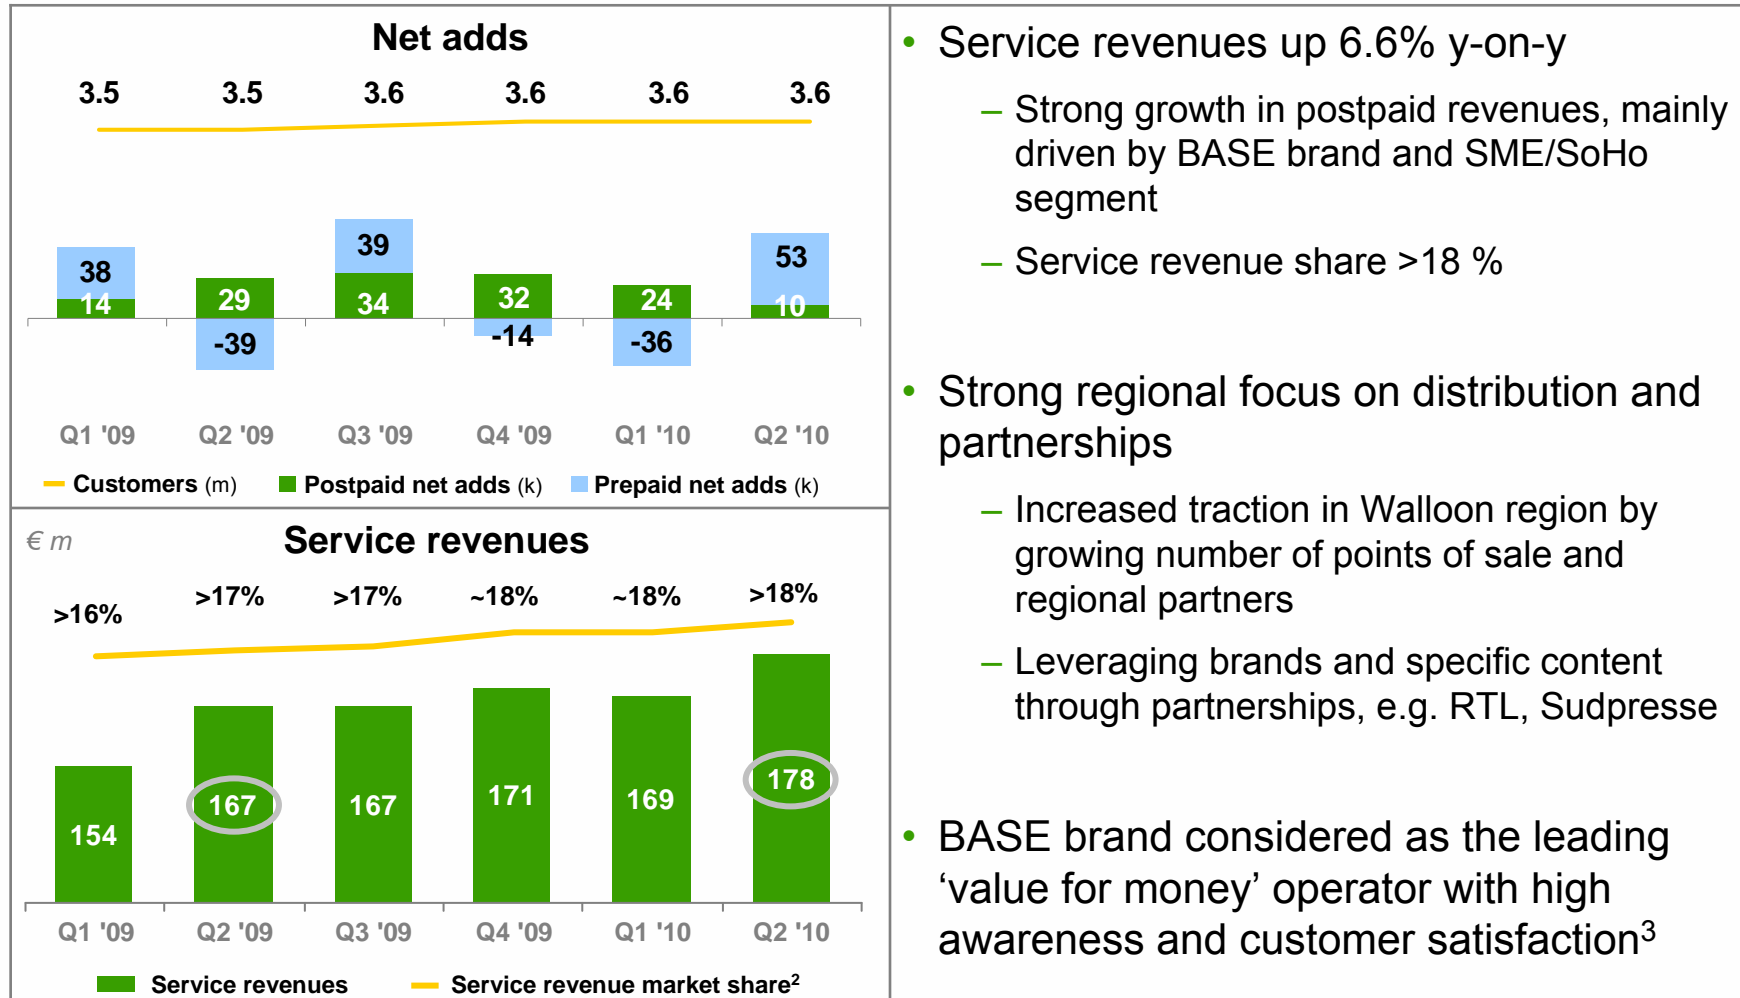 Net adds
3.5 3.5 3.6 3.6 3.6 3.6
38 39 53
14 29 34 32 24 10
-39 -14 -36
Q1 '09 Q2 '09 Q3 '09 Q4 '09 Q1 '10 Q2 '10
Customers (m) Postpaid net adds (k) Prepaid net adds (k)
€ m Service revenues
>16% >17% >17% ~18% ~18% >18%
154 167 167 171 169 178
Q1 '09 Q2 '09 Q3 '09 Q4 '09 Q1 '10 Q2 '10
Service revenues Service revenue market share²
• Service revenues up 6.6% y-on-y
– Strong growth in postpaid revenues, mainly
driven by BASE brand and SME/SoHo
segment
– Service revenue share >18 %
• Strong regional focus on distribution and
partnerships
– Increased traction in Walloon region by
growing number of points of sale and
regional partners
– Leveraging brands and specific content
through partnerships, e.g. RTL, Sudpresse
• BASE brand considered as the leading
‘value for money’ operator with high
awareness and customer satisfaction³